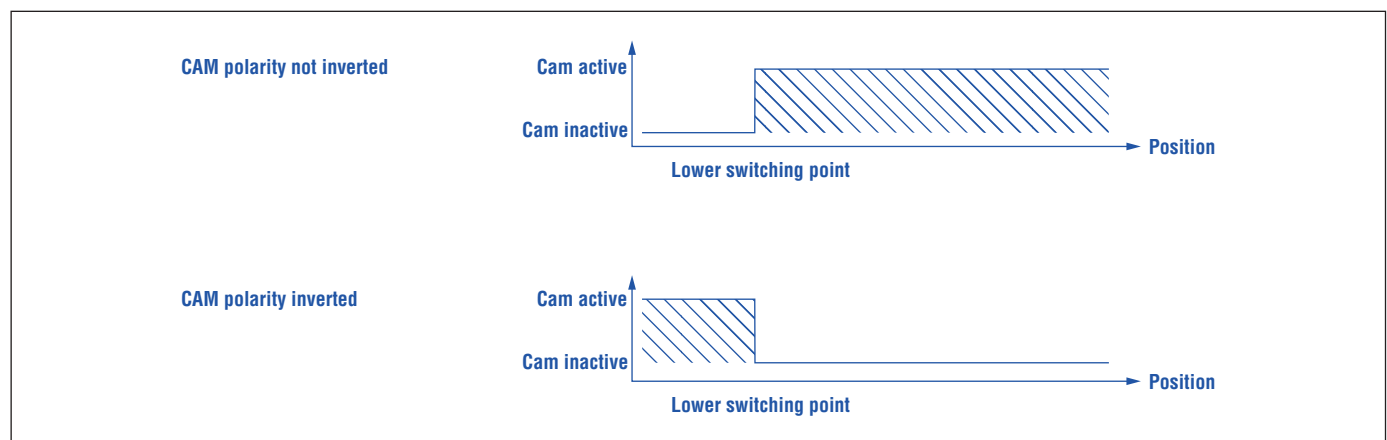 CAM polarity not inverted
Cam active
Cam inactive
Position
Lower switching point
CAM polarity inverted
Cam active
Cam inactive
Position
Lower switching point